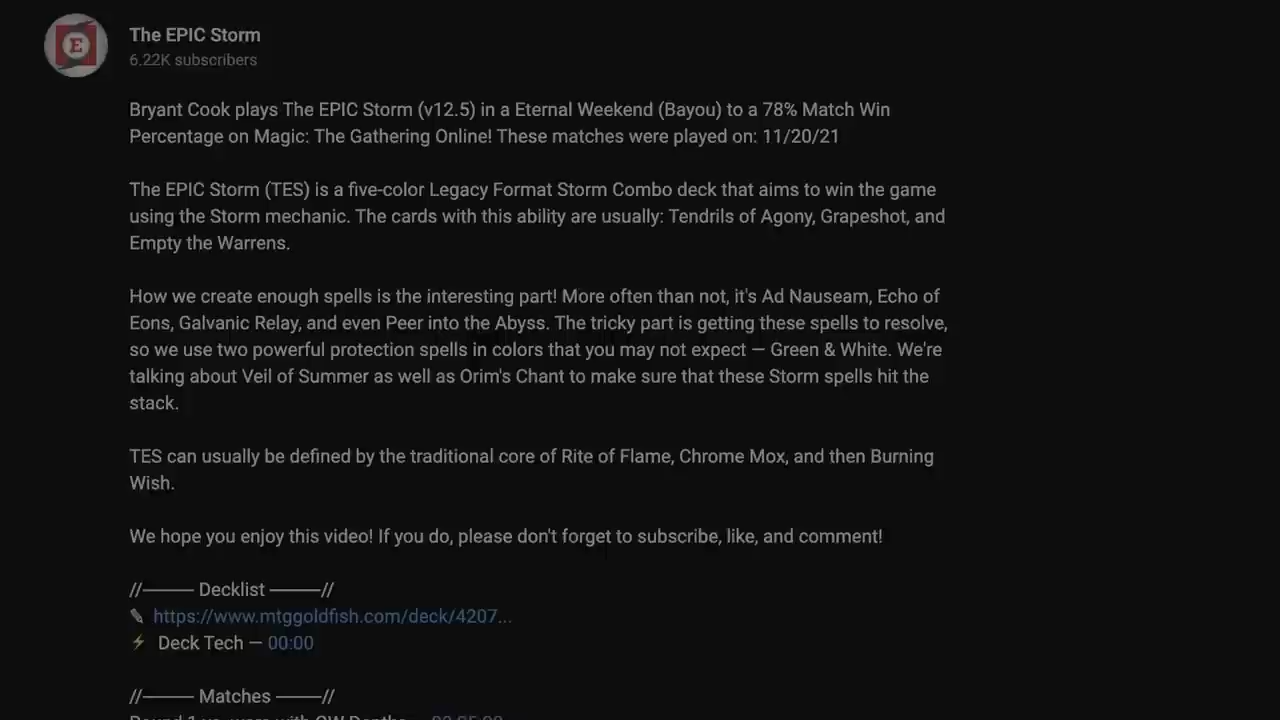 The EPIC Storm
6.22K subscribers
Bryant Cook plays The EPIC Storm (v12.5) in a Eternal Weekend (Bayou) to a 78% Match Win
Percentage on Magic: The Gathering Online! These matches were played on: 11/20/21
The EPIC Storm (TES) is a five-color Legacy Format Storm Combo deck that aims to win the game
using the Storm mechanic. The cards with this ability are usually: Tendrils of Agony, Grapeshot, and
Empty the Warrens.
How we create enough spells is the interesting part! More often than not, it's Ad Nauseam, Echo of
Eons, Galvanic Relay, and even Peer into the Abyss. The tricky part is getting these spells to resolve,
so we use two powerful protection spells in colors that you may not expect — Green & White. We're
talking about Veil of Summer as well as Orim's Chant to make sure that these Storm spells hit the
stack.
TES can usually be defined by the traditional core of Rite of Flame, Chrome Mox, and then Burning
Wish.
We hope you enjoy this video! If you do, please don't forget to subscribe, like, and comment!
//——— Decklist ———//
✎ https://www.mtggoldfish.com/deck/4207...
⚡ Deck Tech — 00:00
//——— Matches ———//
Round 1 vs.